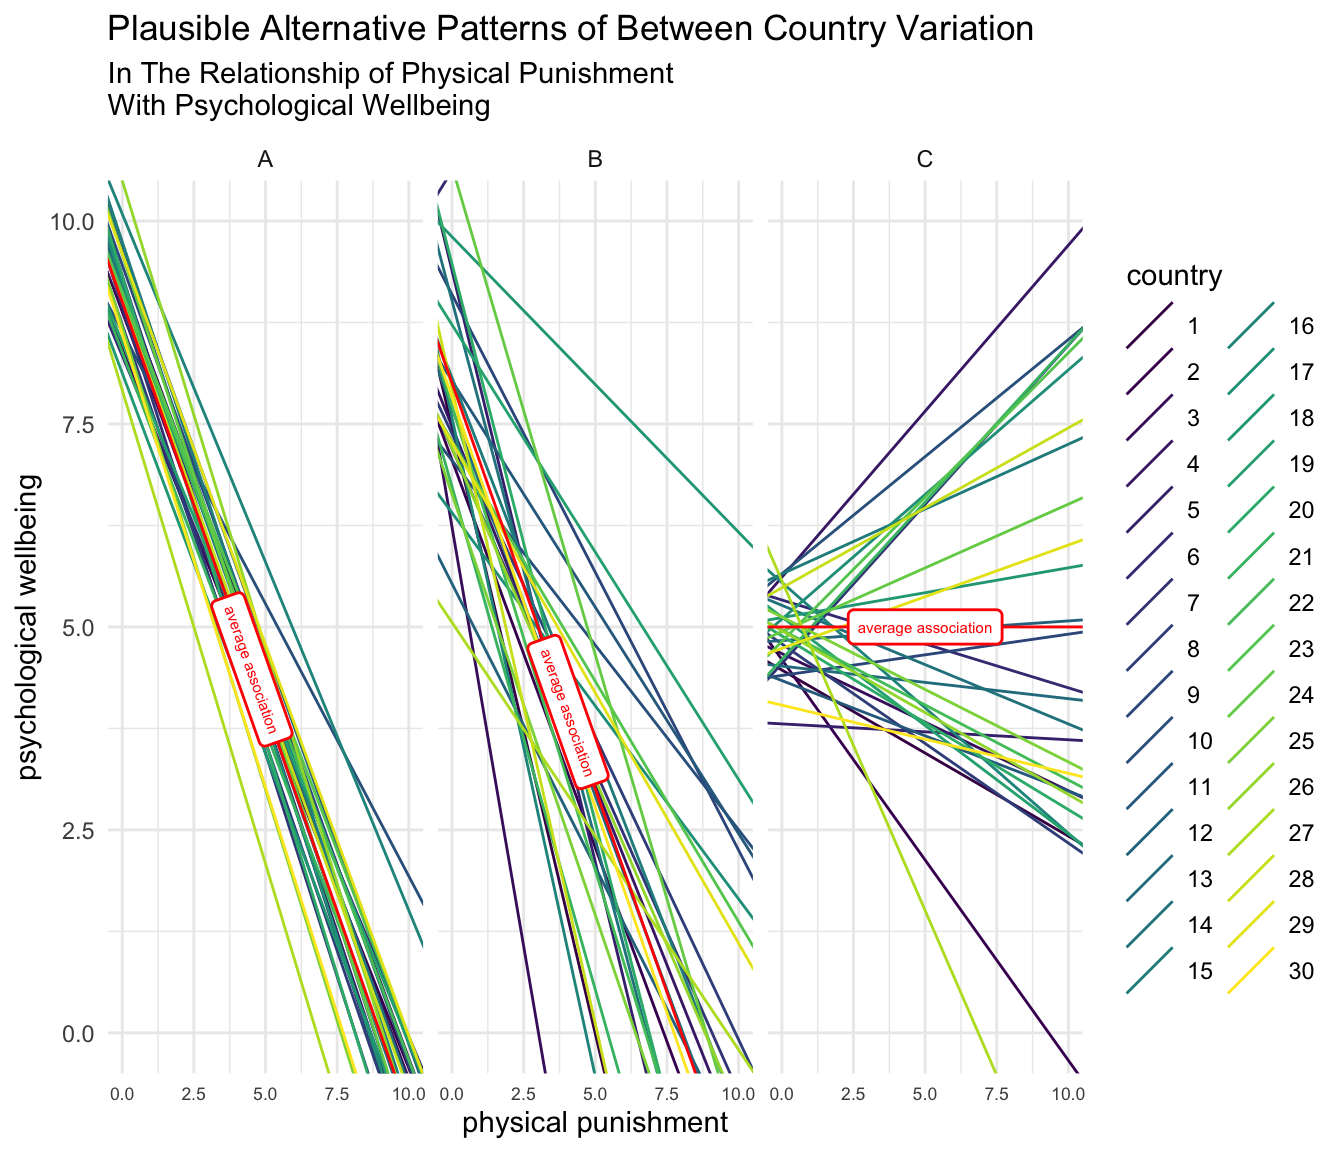 Plausible Alternative Patterns of Between Country Variation
In The Relationship of Physical Punishment
With Psychological Wellbeing
A
B
C
psychological wellbeing
10.0
7.5
5.0
2.5
0.0
average association
average association
average association
0.0 2.5 5.0 7.5 10.0
0.0 2.5 5.0 7.5 10.0
0.0 2.5 5.0 7.5 10.0
physical punishment
country
1
2
3
4
5
6
7
8
9
10
11
12
13
14
15
16
17
18
19
20
21
22
23
24
25
26
27
28
29
30